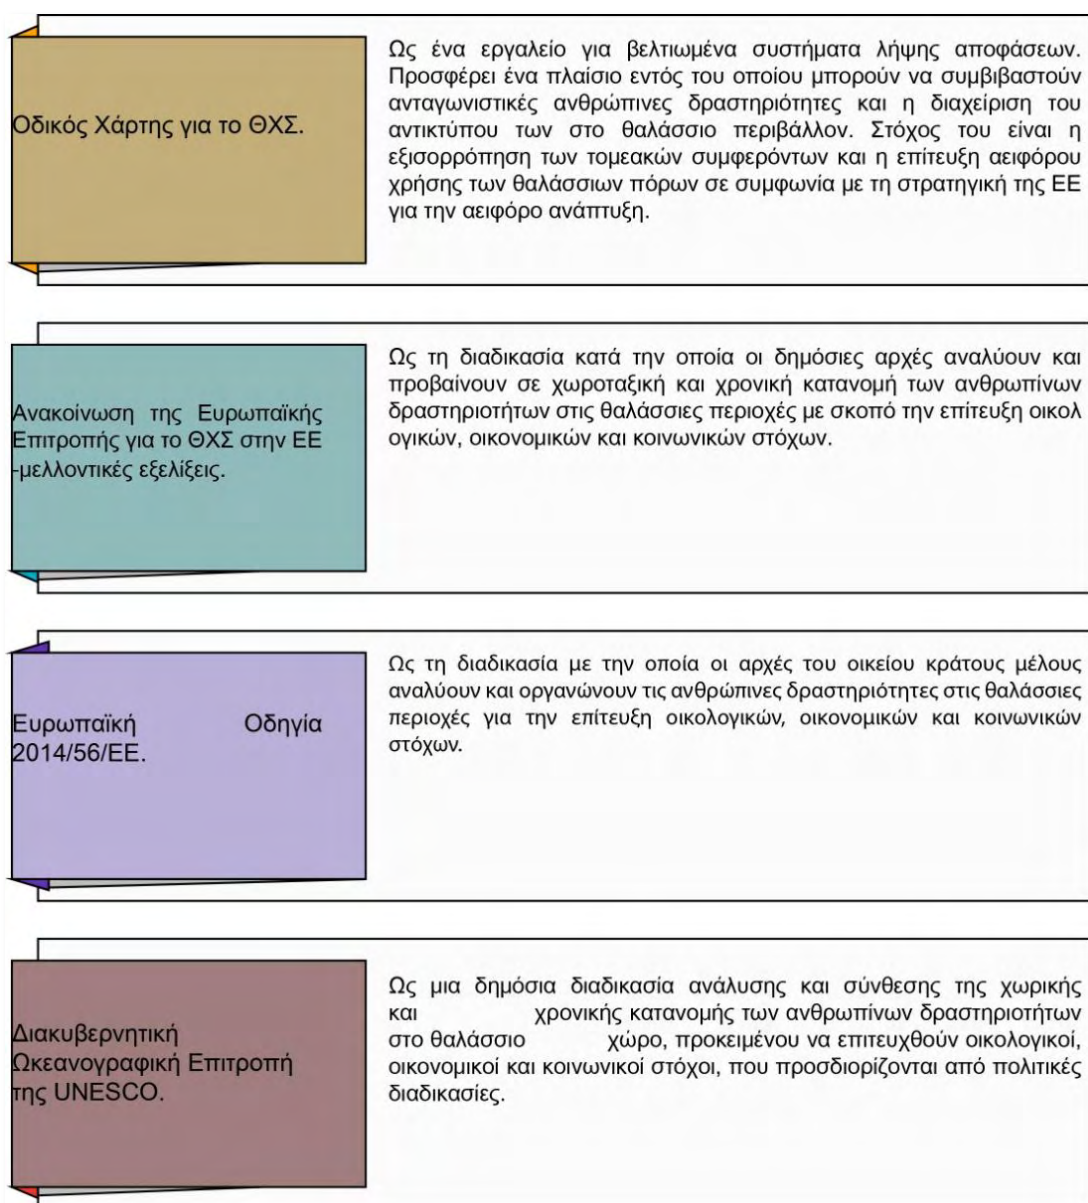 Οδικός Χάρτης για το ΘΧΣ.
Ως ένα εργαλείο για βελτιωμένα συστήματα λήψης αποφάσεων.
Προσφέρει ένα πλαίσιο εντός του οποίου μπορούν να συμβιβαστούν
ανταγωνιστικές ανθρώπινες δραστηριότητες και η διαχείριση του
αντικτύπου των στο θαλάσσιο περιβάλλον. Στόχος του είναι η
εξισορρόπηση των τομεακών συμφερόντων και η επίτευξη αειφόρου
χρήσης των θαλάσσιων πόρων σε συμφωνία με τη στρατηγική της ΕΕ
για την αειφόρο ανάπτυξη.
Ανακοίνωση της Ευρωπαϊκής
Επιτροπής για το ΘΧΣ στην ΕΕ
-μελλοντικές εξελίξεις.
Ως τη διαδικασία κατά την οποία οι δημόσιες αρχές αναλύουν και
προβαίνουν σε χωροταξική και χρονική κατανομή των ανθρωπίνων
δραστηριοτήτων στις θαλάσσιες περιοχές με σκοπό την επίτευξη οικολ
ογικών, οικονομικών και κοινωνικών στόχων.
Ευρωπαϊκή Οδηγία
2014/56/ΕΕ.
Ως τη διαδικασία με την οποία οι αρχές του οικείου κράτους μέλους
αναλύουν και οργανώνουν τις ανθρώπινες δραστηριότητες στις θαλάσσιες
περιοχές για την επίτευξη οικολογικών, οικονομικών και κοινωνικών
στόχων.
Διακυβερνητική
Ωκεανογραφική Επιτροπή
της UNESCO.
Ως μια δημόσια διαδικασία ανάλυσης και σύνθεσης της χωρικής
και χρονικής κατανομής των ανθρωπίνων δραστηριοτήτων
στο θαλάσσιο χώρο, προκειμένου να επιτευχθούν οικολογικοί,
οικονομικοί και κοινωνικοί στόχοι, που προσδιορίζονται από πολιτικές
διαδικασίες.